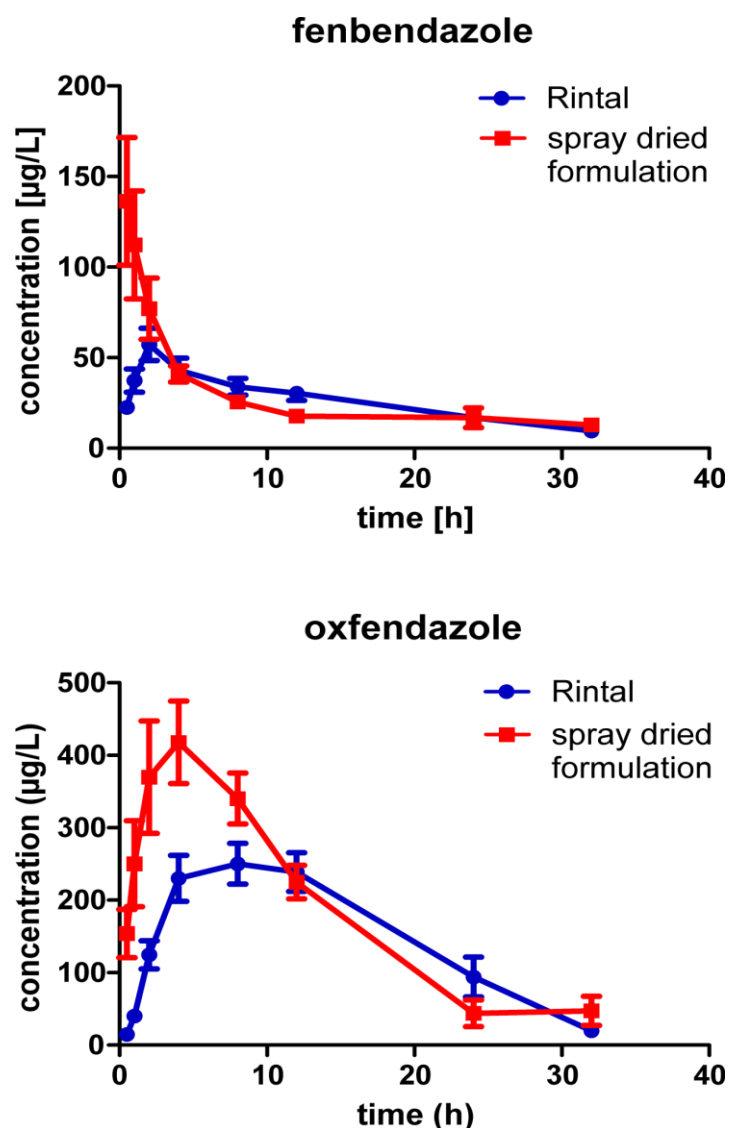 fenbendazole
200
150
100
50
0
concentration [µg/L]
Rintal
spray dried
formulation
0 10 20 30 40
time [h]
oxfendazole
500
400
300
200
100
0
concentration (µg/L)
Rintal
spray dried
formulation
0 10 20 30 40
time (h)